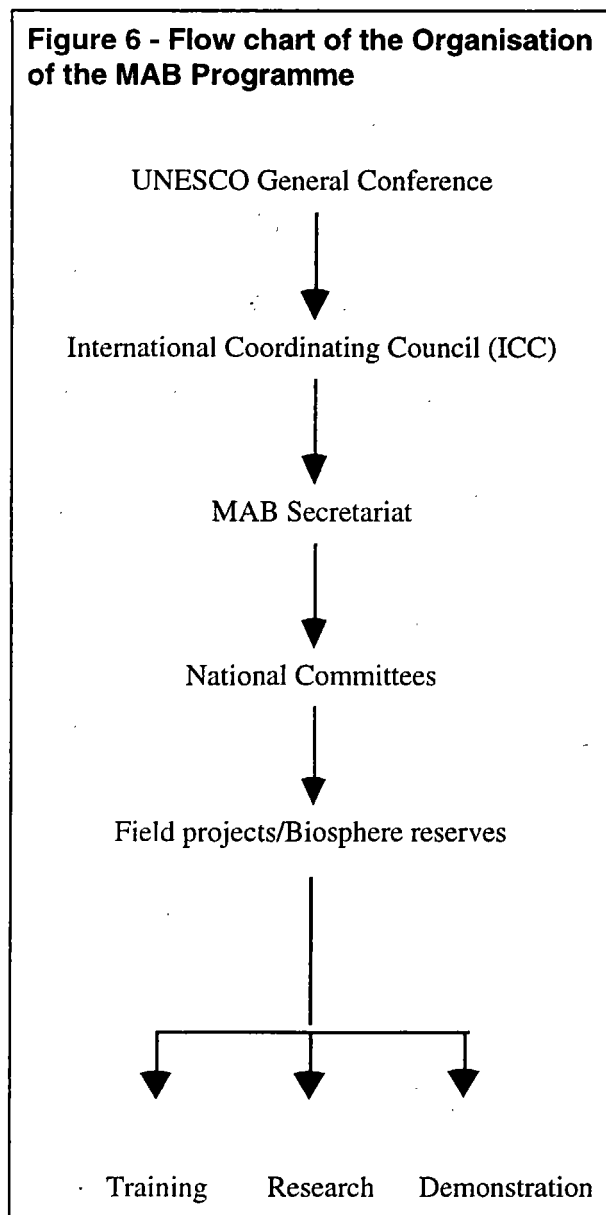 Figure 6 - Flow chart of the Organisation
of the MAB Programme
UNESCO General Conference
International Coordinating Council (ICC)
MAB Secretariat
National Committees
Field projects/Biosphere reserves
Training Research Demonstration